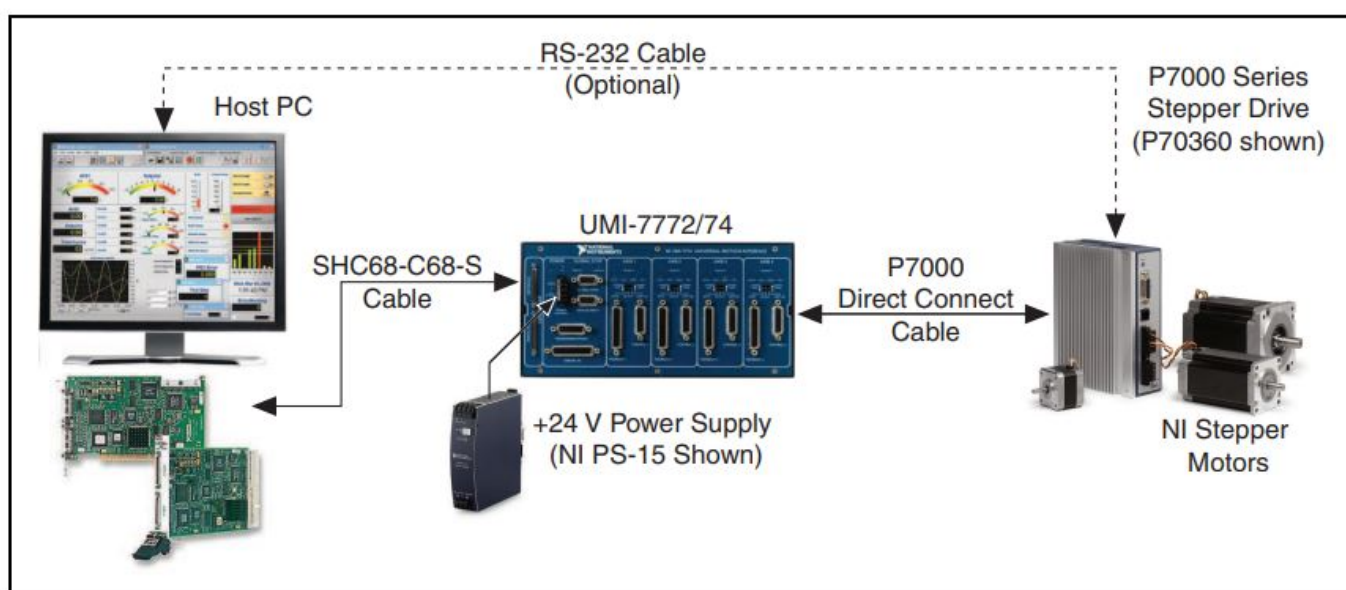 RS-232 Cable
(Optional)
Host PC
P7000 Series
Stepper Drive
(P70360 shown)
UMI-7772/74
SHC68-C68-S
Cable
P7000
Direct Connect
Cable
+24 V Power Supply
(NI PS-15 Shown)
NI Stepper
Motors